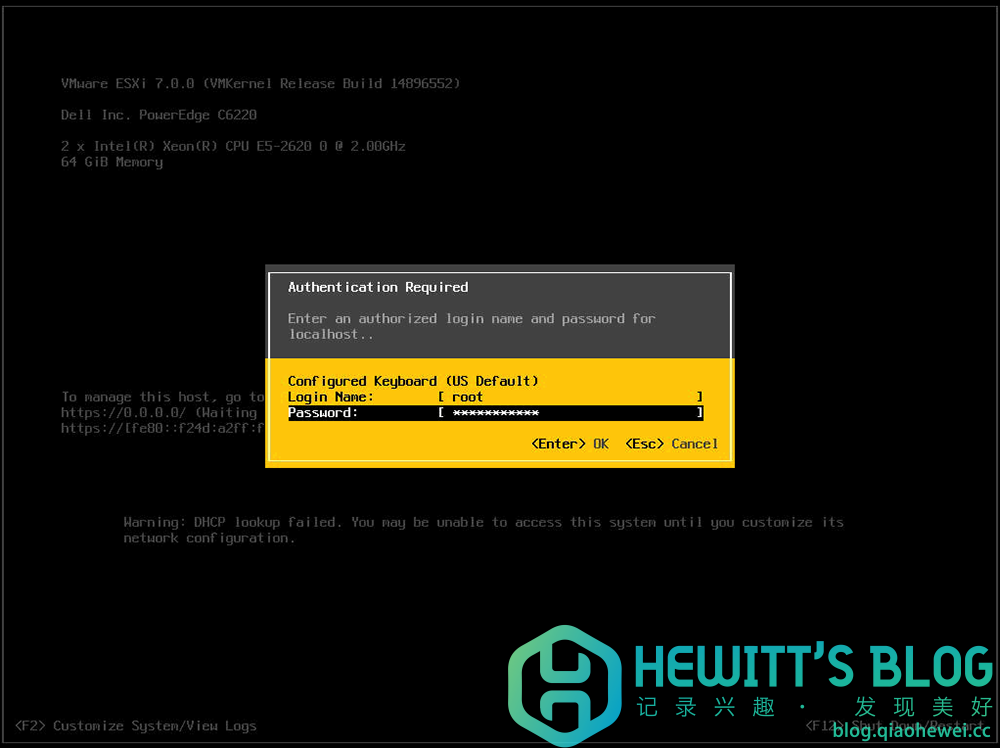 VMware ESXi 7.0.0 (VMKernel Release Build 14896552)
Dell Inc. PowerEdge C6220
2 x Intel(R) Xeon(R) CPU E5-2620 0 @ 2.00GHz
64 GiB Memory
Authentication Required
Enter an authorized login name and password for
localhost..
Configured Keyboard (US Default)
Login Name: [ root ]
Password: [ *********** ]
<Enter> OK <Esc> Cancel
To manage this host, go to
https://0.0.0.0/ (Waiting
https://[fe80::f24d:a2ff:f
Warning: DHCP lookup failed. You may be unable to access this system until you customize its
network configuration.
HEWITT'S BLOG
记录兴趣 · 发现美好
<F2> Customize System/View Logs
<F12> Shut Down/Restart
blog.qiaohewei.cc